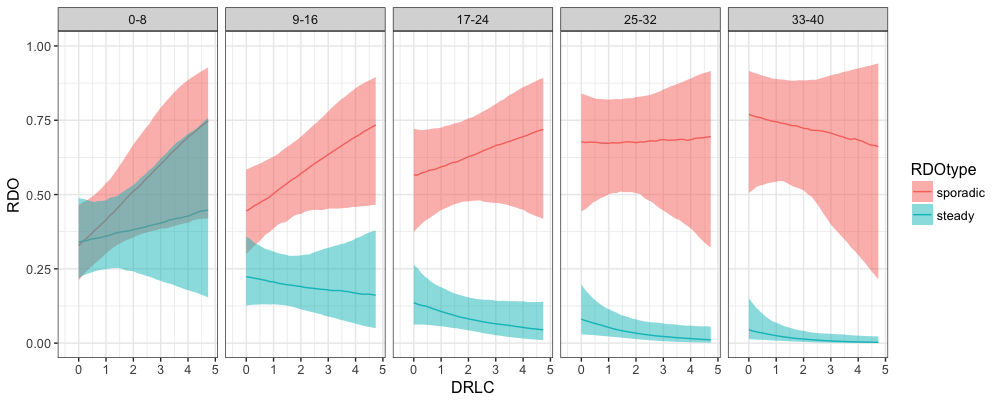 0-8 9-16 17-24 25-32 33-40
1.00
0.75
0.50
0.25
0.00
RDO
0 1 2 3 4 5 0 1 2 3 4 5 0 1 2 3 4 5 0 1 2 3 4 5 0 1 2 3 4 5
DRLC
RDOtype
sporadic
steady